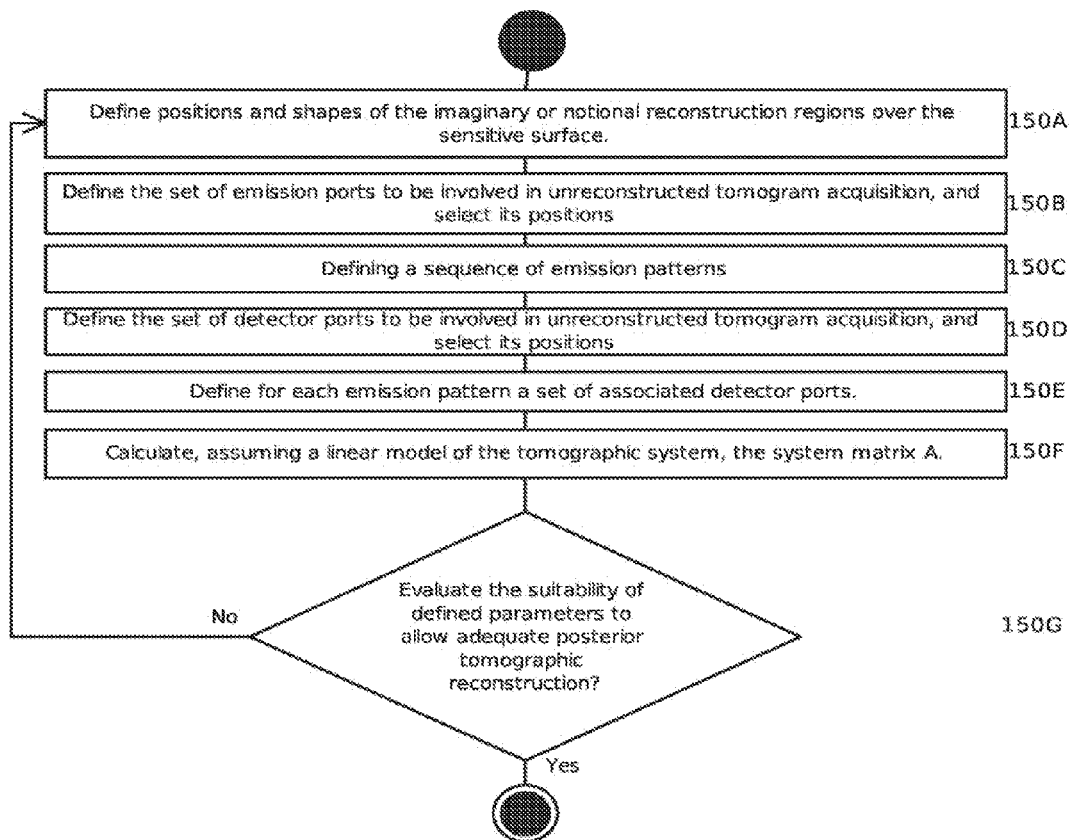 Define positions and shapes of the imaginary or notional reconstruction regions over the
sensitive surface.
150A
Define the set of emission ports to be involved in unreconstructed tomogram acquisition, and
select its positions
150B
Defining a sequence of emission patterns
150C
Define the set of detector ports to be involved in unreconstructed tomogram acquisition, and
select its positions
150D
Define for each emission pattern a set of associated detector ports.
150E
Calculate, assuming a linear model of the tomographic system, the system matrix A.
150F
Evaluate the suitability of
defined parameters to
allow adequate posterior
tomographic
reconstruction?
No
150G
Yes